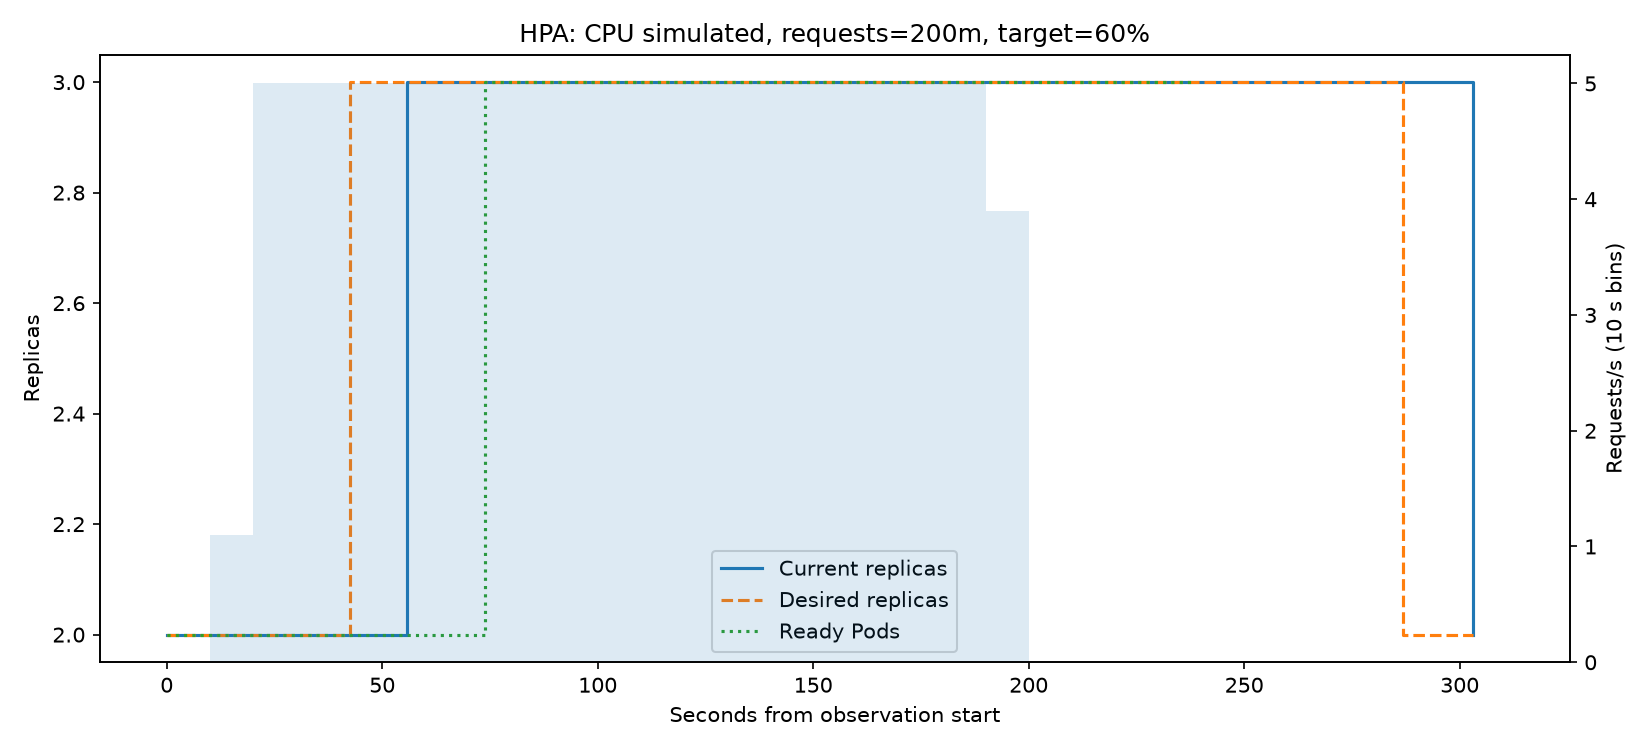 HPA: CPU simulated, requests=200m, target=60%
3.0
2.8
2.6
2.4
2.2
2.0
Replicas
5
4
3
2
1
0
Requests/s (10 s bins)
Current replicas
Desired replicas
Ready Pods
0 50 100 150 200 250 300
Seconds from observation start